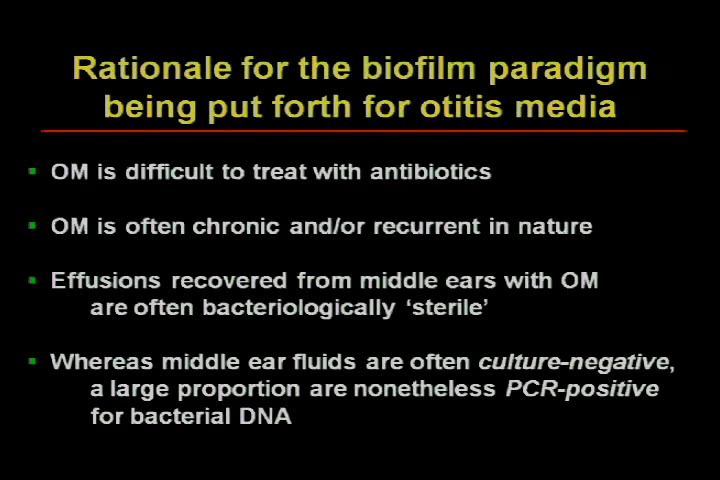 Rationale for the biofilm paradigm
being put forth for otitis media
▪ OM is difficult to treat with antibiotics
▪ OM is often chronic and/or recurrent in nature
▪ Effusions recovered from middle ears with OM
are often bacteriologically ‘sterile’
▪ Whereas middle ear fluids are often culture-negative,
a large proportion are nonetheless PCR-positive
for bacterial DNA